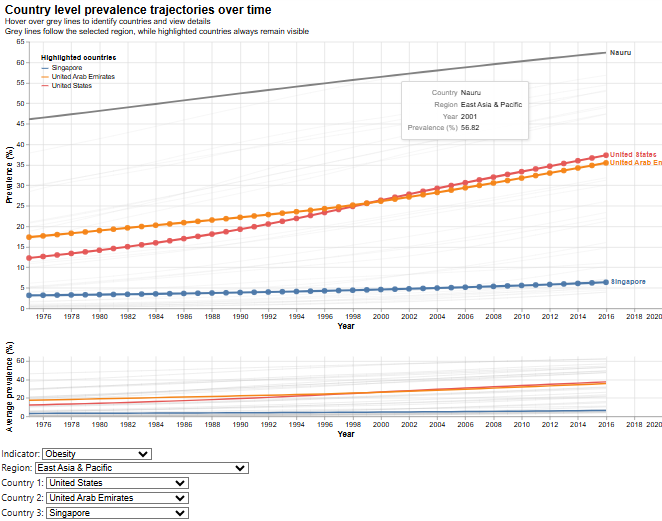 Country level prevalence trajectories over time
Hover over grey lines to identify countries and view details
Grey lines follow the selected region, while highlighted countries always remain visible
65
60
55
50
45
40
35
30
25
20
15
10
5
0
Prevalence (%)
Highlighted countries
Singapore
United Arab Emirates
United States
Nauru
Country Nauru
Region East Asia & Pacific
Year 2001
Prevalence (%) 56.82
United States
United Arab En
Singapore
1976 1978 1980 1982 1984 1986 1988 1990 1992 1994 1996 1998 2000 2002 2004 2006 2008 2010 2012 2014 2016 2018 2020
Year
60
40
20
0
Average prevalence (%)
1976 1978 1980 1982 1984 1986 1988 1990 1992 1994 1996 1998 2000 2002 2004 2006 2008 2010 2012 2014 2016 2018 2020
Year
Indicator: Obesity
Region: East Asia & Pacific
Country 1: United States
Country 2: United Arab Emirates
Country 3: Singapore